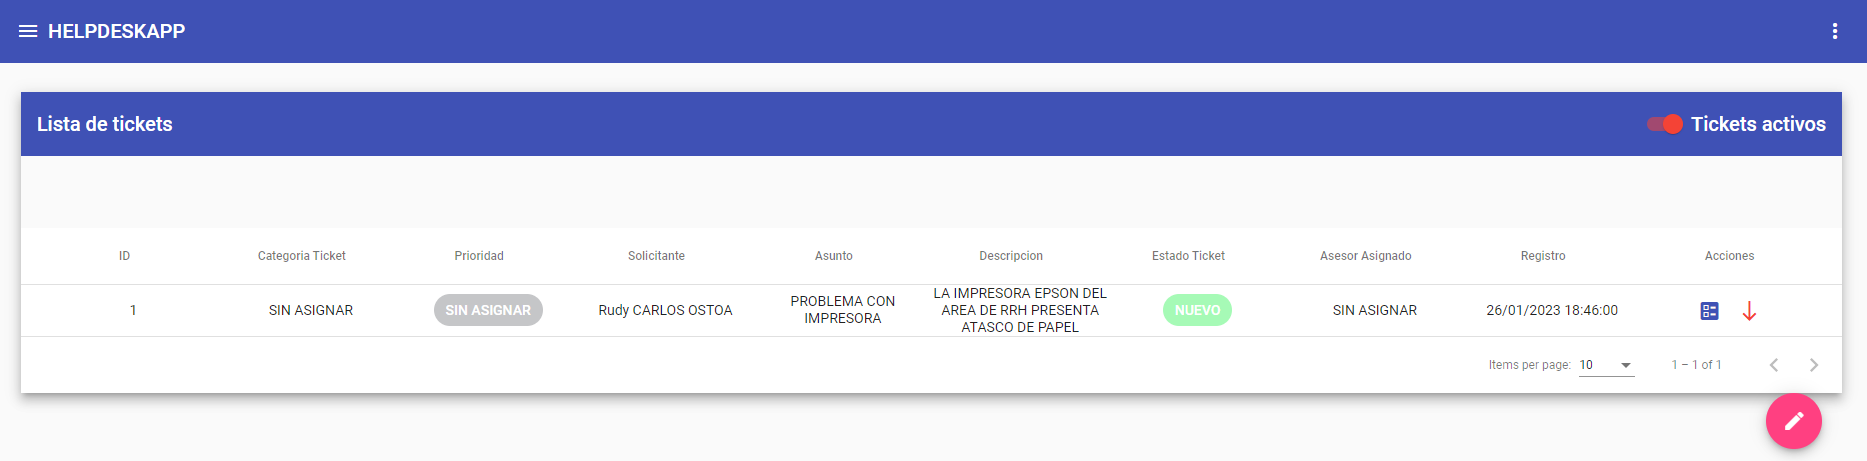 HELPDESKAPP
Lista de tickets
Tickets activos
ID Categoria Ticket Prioridad Solicitante Asunto Descripcion Estado Ticket Asesor Asignado Registro Acciones
1 SIN ASIGNAR SIN ASIGNAR Rudy CARLOS OSTOA
PROBLEMA CON
IMPRESORA
LA IMPRESORA EPSON DEL
AREA DE RRH PRESENTA
ATASCO DE PAPEL
NUEVO SIN ASIGNAR 26/01/2023 18:46:00
Items per page: 10 1 – 1 of 1